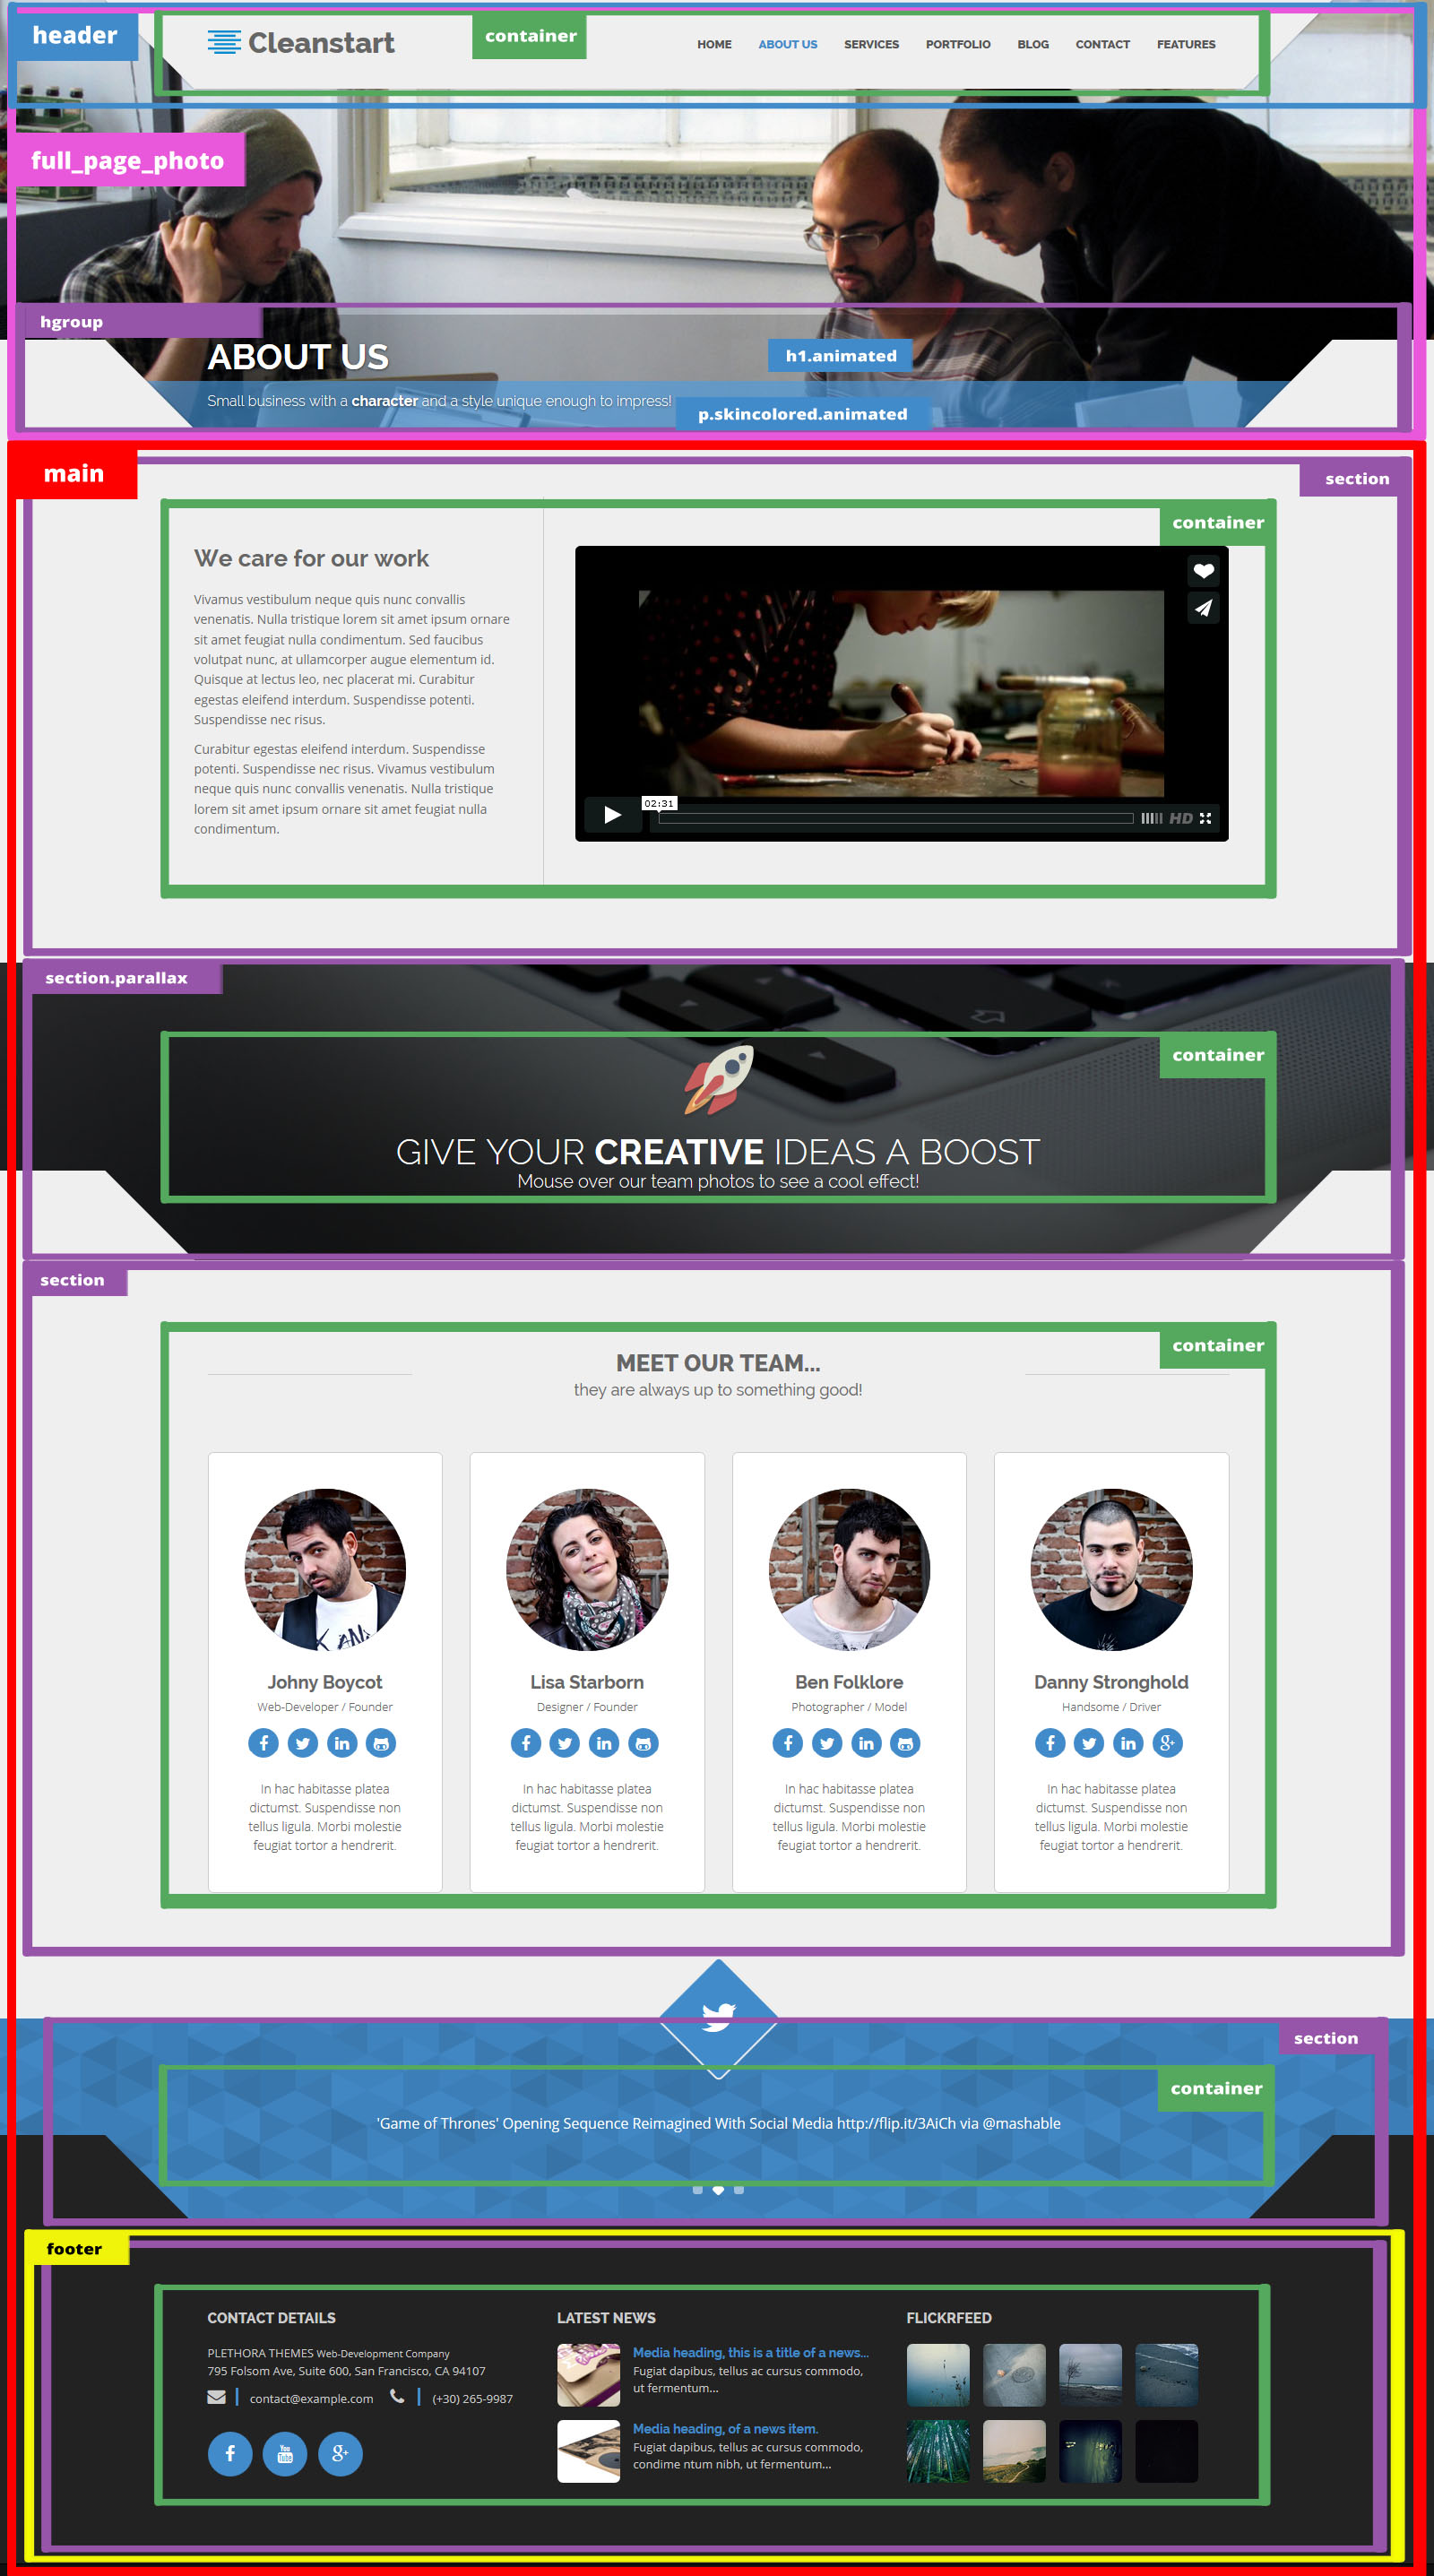 header
Cleanstart
container
HOME ABOUT US SERVICES PORTFOLIO BLOG CONTACT FEATURES
full_page_photo
hgroup
ABOUT US
h1.animated
Small business with a character and a style unique enough to impress!
p.skincolored.animated
main
section
container
We care for our work
Vivamus vestibulum neque quis nunc convallis
venenatis. Nulla tristique lorem sit amet ipsum ornare
sit amet feugiat nulla condimentum. Sed faucibus
volutpat nunc, at ullamcorper augue elementum id.
Quisque at lectus leo, nec placerat mi. Curabitur
egestas eleifend interdum. Suspendisse potenti.
Suspendisse nec risus.
Curabitur egestas eleifend interdum. Suspendisse
potenti. Suspendisse nec risus. Vivamus vestibulum
neque quis nunc convallis venenatis. Nulla tristique
lorem sit amet ipsum ornare sit amet feugiat nulla
condimentum.
02:31
HD
section.parallax
container
GIVE YOUR CREATIVE IDEAS A BOOST
Mouse over our team photos to see a cool effect!
section
container
MEET OUR TEAM...
they are always up to something good!
Johny Boycot
Web-Developer / Founder
In hac habitasse platea
dictumst. Suspendisse non
tellus ligula. Morbi molestie
feugiat tortor a hendrerit.
Lisa Starborn
Designer / Founder
In hac habitasse platea
dictumst. Suspendisse non
tellus ligula. Morbi molestie
feugiat tortor a hendrerit.
Ben Folklore
Photographer / Model
In hac habitasse platea
dictumst. Suspendisse non
tellus ligula. Morbi molestie
feugiat tortor a hendrerit.
Danny Stronghold
Handsome / Driver
In hac habitasse platea
dictumst. Suspendisse non
tellus ligula. Morbi molestie
feugiat tortor a hendrerit.
section
container
'Game of Thrones' Opening Sequence Reimagined With Social Media http://flip.it/3AiCh via @mashable
footer
CONTACT DETAILS
PLETHORA THEMES Web-Development Company
795 Folsom Ave, Suite 600, San Francisco, CA 94107
contact@example.com (+30) 265-9987
LATEST NEWS
Media heading, this is a title of a news...
Fugiat dapibus, tellus ac cursus commodo,
ut fermentum...
Media heading, of a news item.
Fugiat dapibus, tellus ac cursus commodo,
condime ntum nibh, ut fermentum...
FLICKRFEED